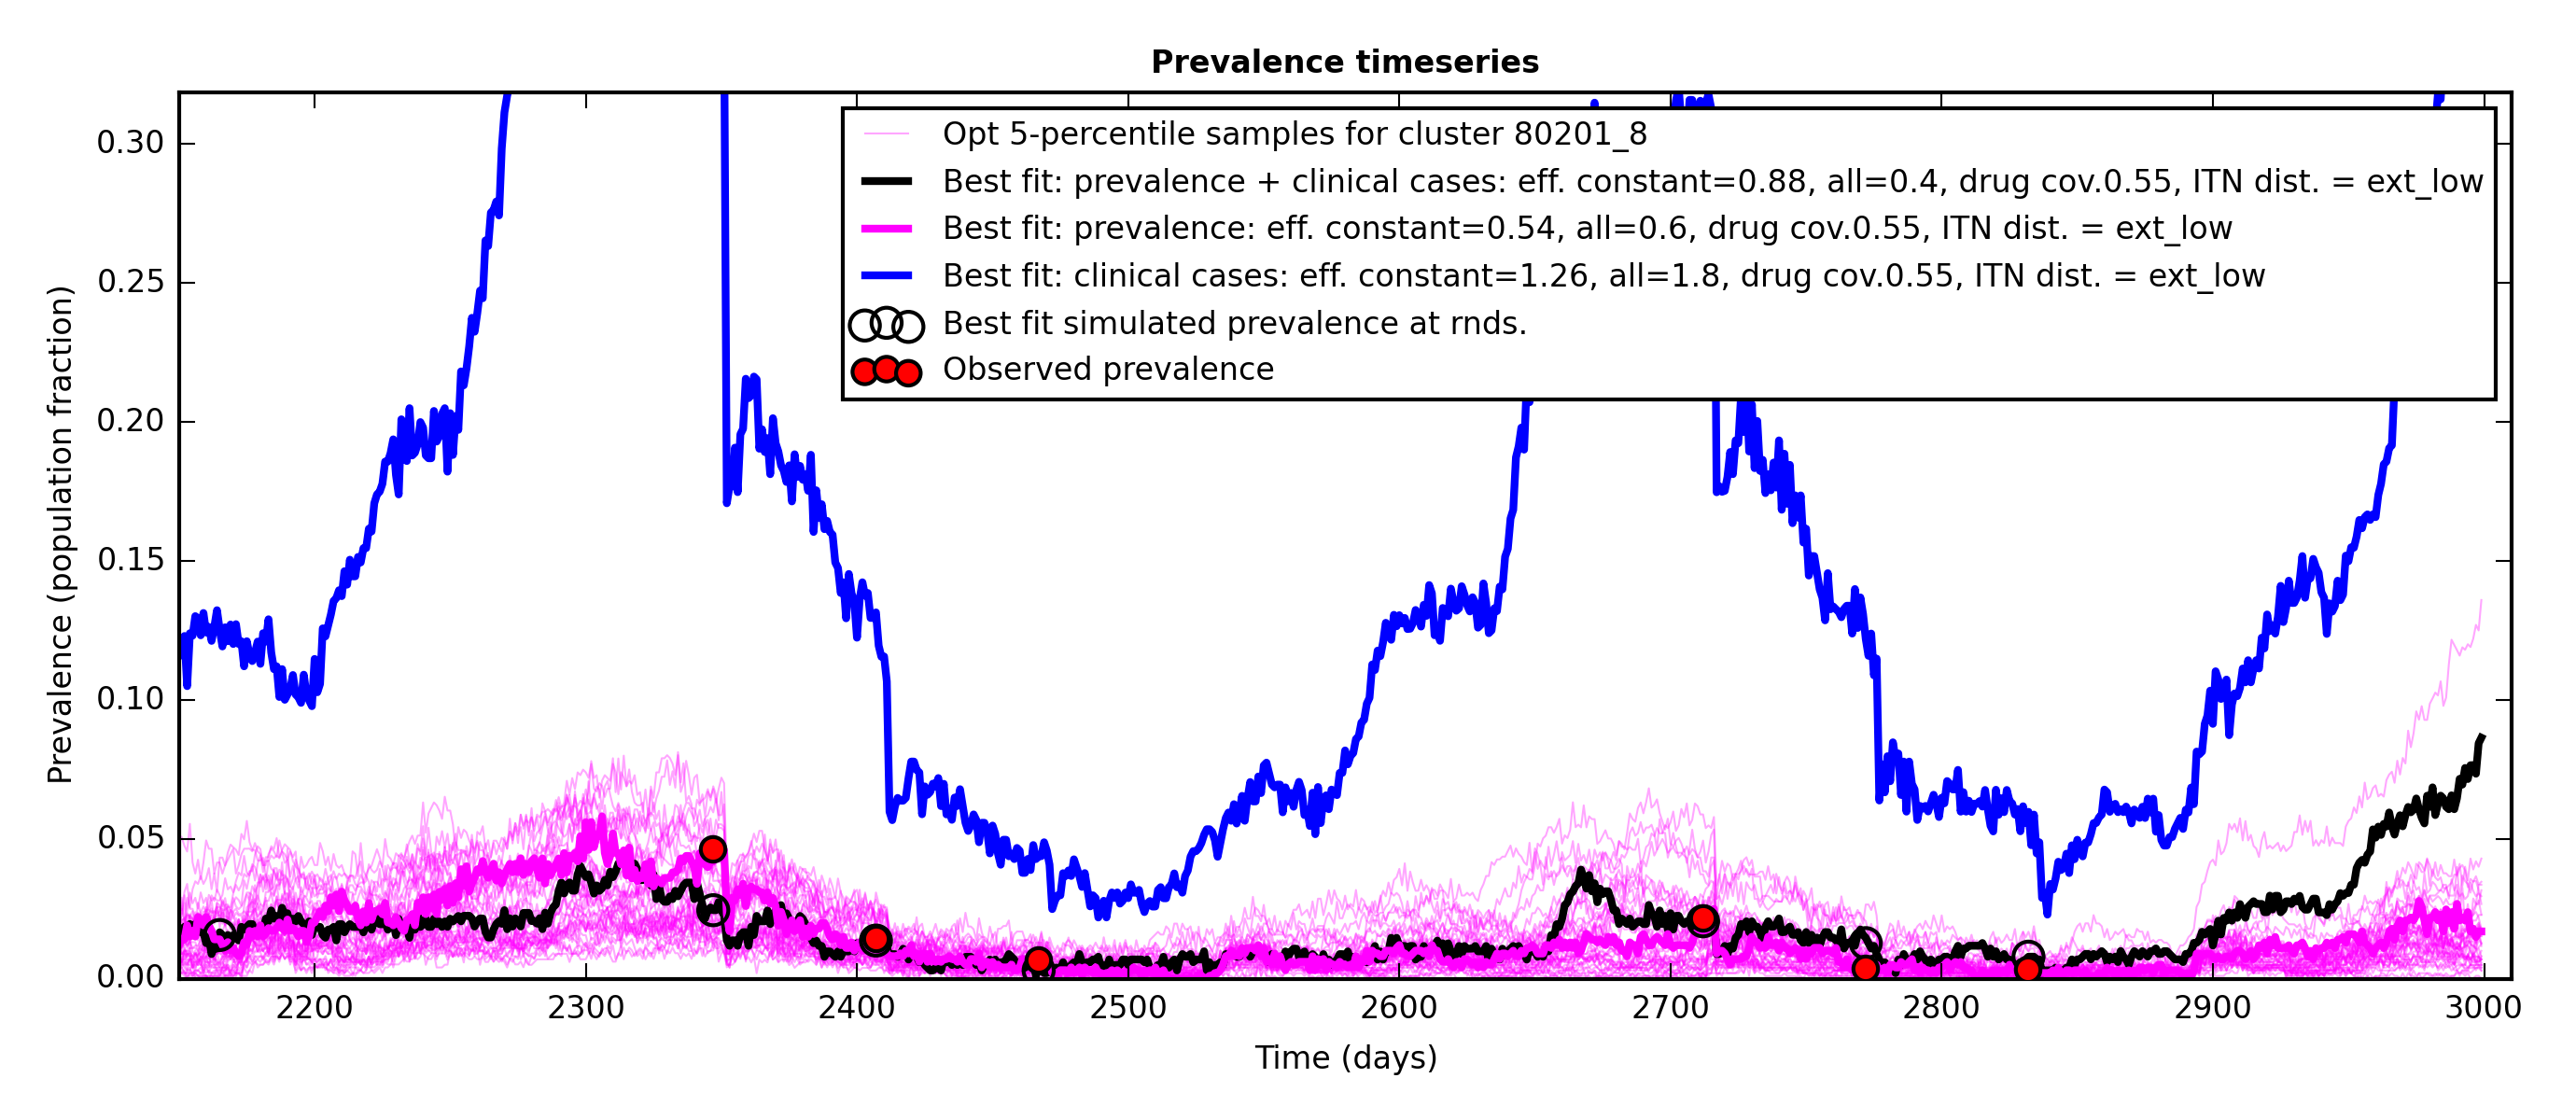 Prevalence timeseries
0.30
0.25
0.20
0.15
0.10
0.05
0.00
Prevalence (population fraction)
Opt 5-percentile samples for cluster 80201_8
Best fit: prevalence + clinical cases: eff. constant=0.88, all=0.4, drug cov.0.55, ITN dist. = ext_low
Best fit: prevalence: eff. constant=0.54, all=0.6, drug cov.0.55, ITN dist. = ext_low
Best fit: clinical cases: eff. constant=1.26, all=1.8, drug cov.0.55, ITN dist. = ext_low
Best fit simulated prevalence at rnds.
Observed prevalence
2200 2300 2400 2500 2600 2700 2800 2900 3000
Time (days)